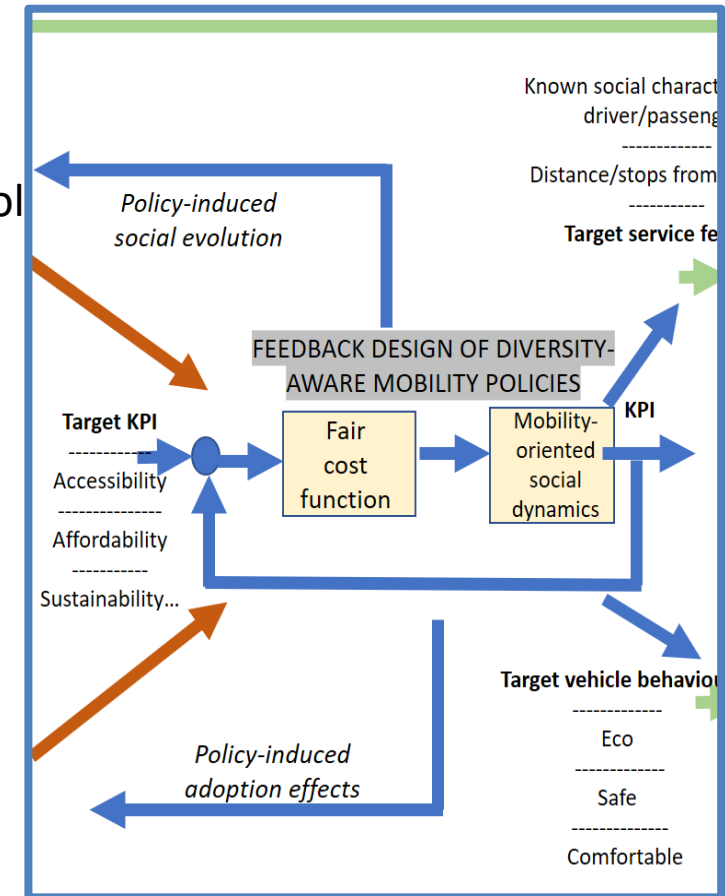 Known social charact
driver/passeng
-------------
Distance/stops from
-----------
Target service fe
ol
Policy-induced
social evolution
FEEDBACK DESIGN OF DIVERSITY-
AWARE MOBILITY POLICIES
Target KPI
------------
Accessibility
---------------
Affordability
-----------
Sustainability...
Fair
cost
function
Mobility-
oriented
social
dynamics
KPI
Policy-induced
adoption effects
Target vehicle behaviou
-------------
Eco
-------------
Safe
--------------
Comfortable